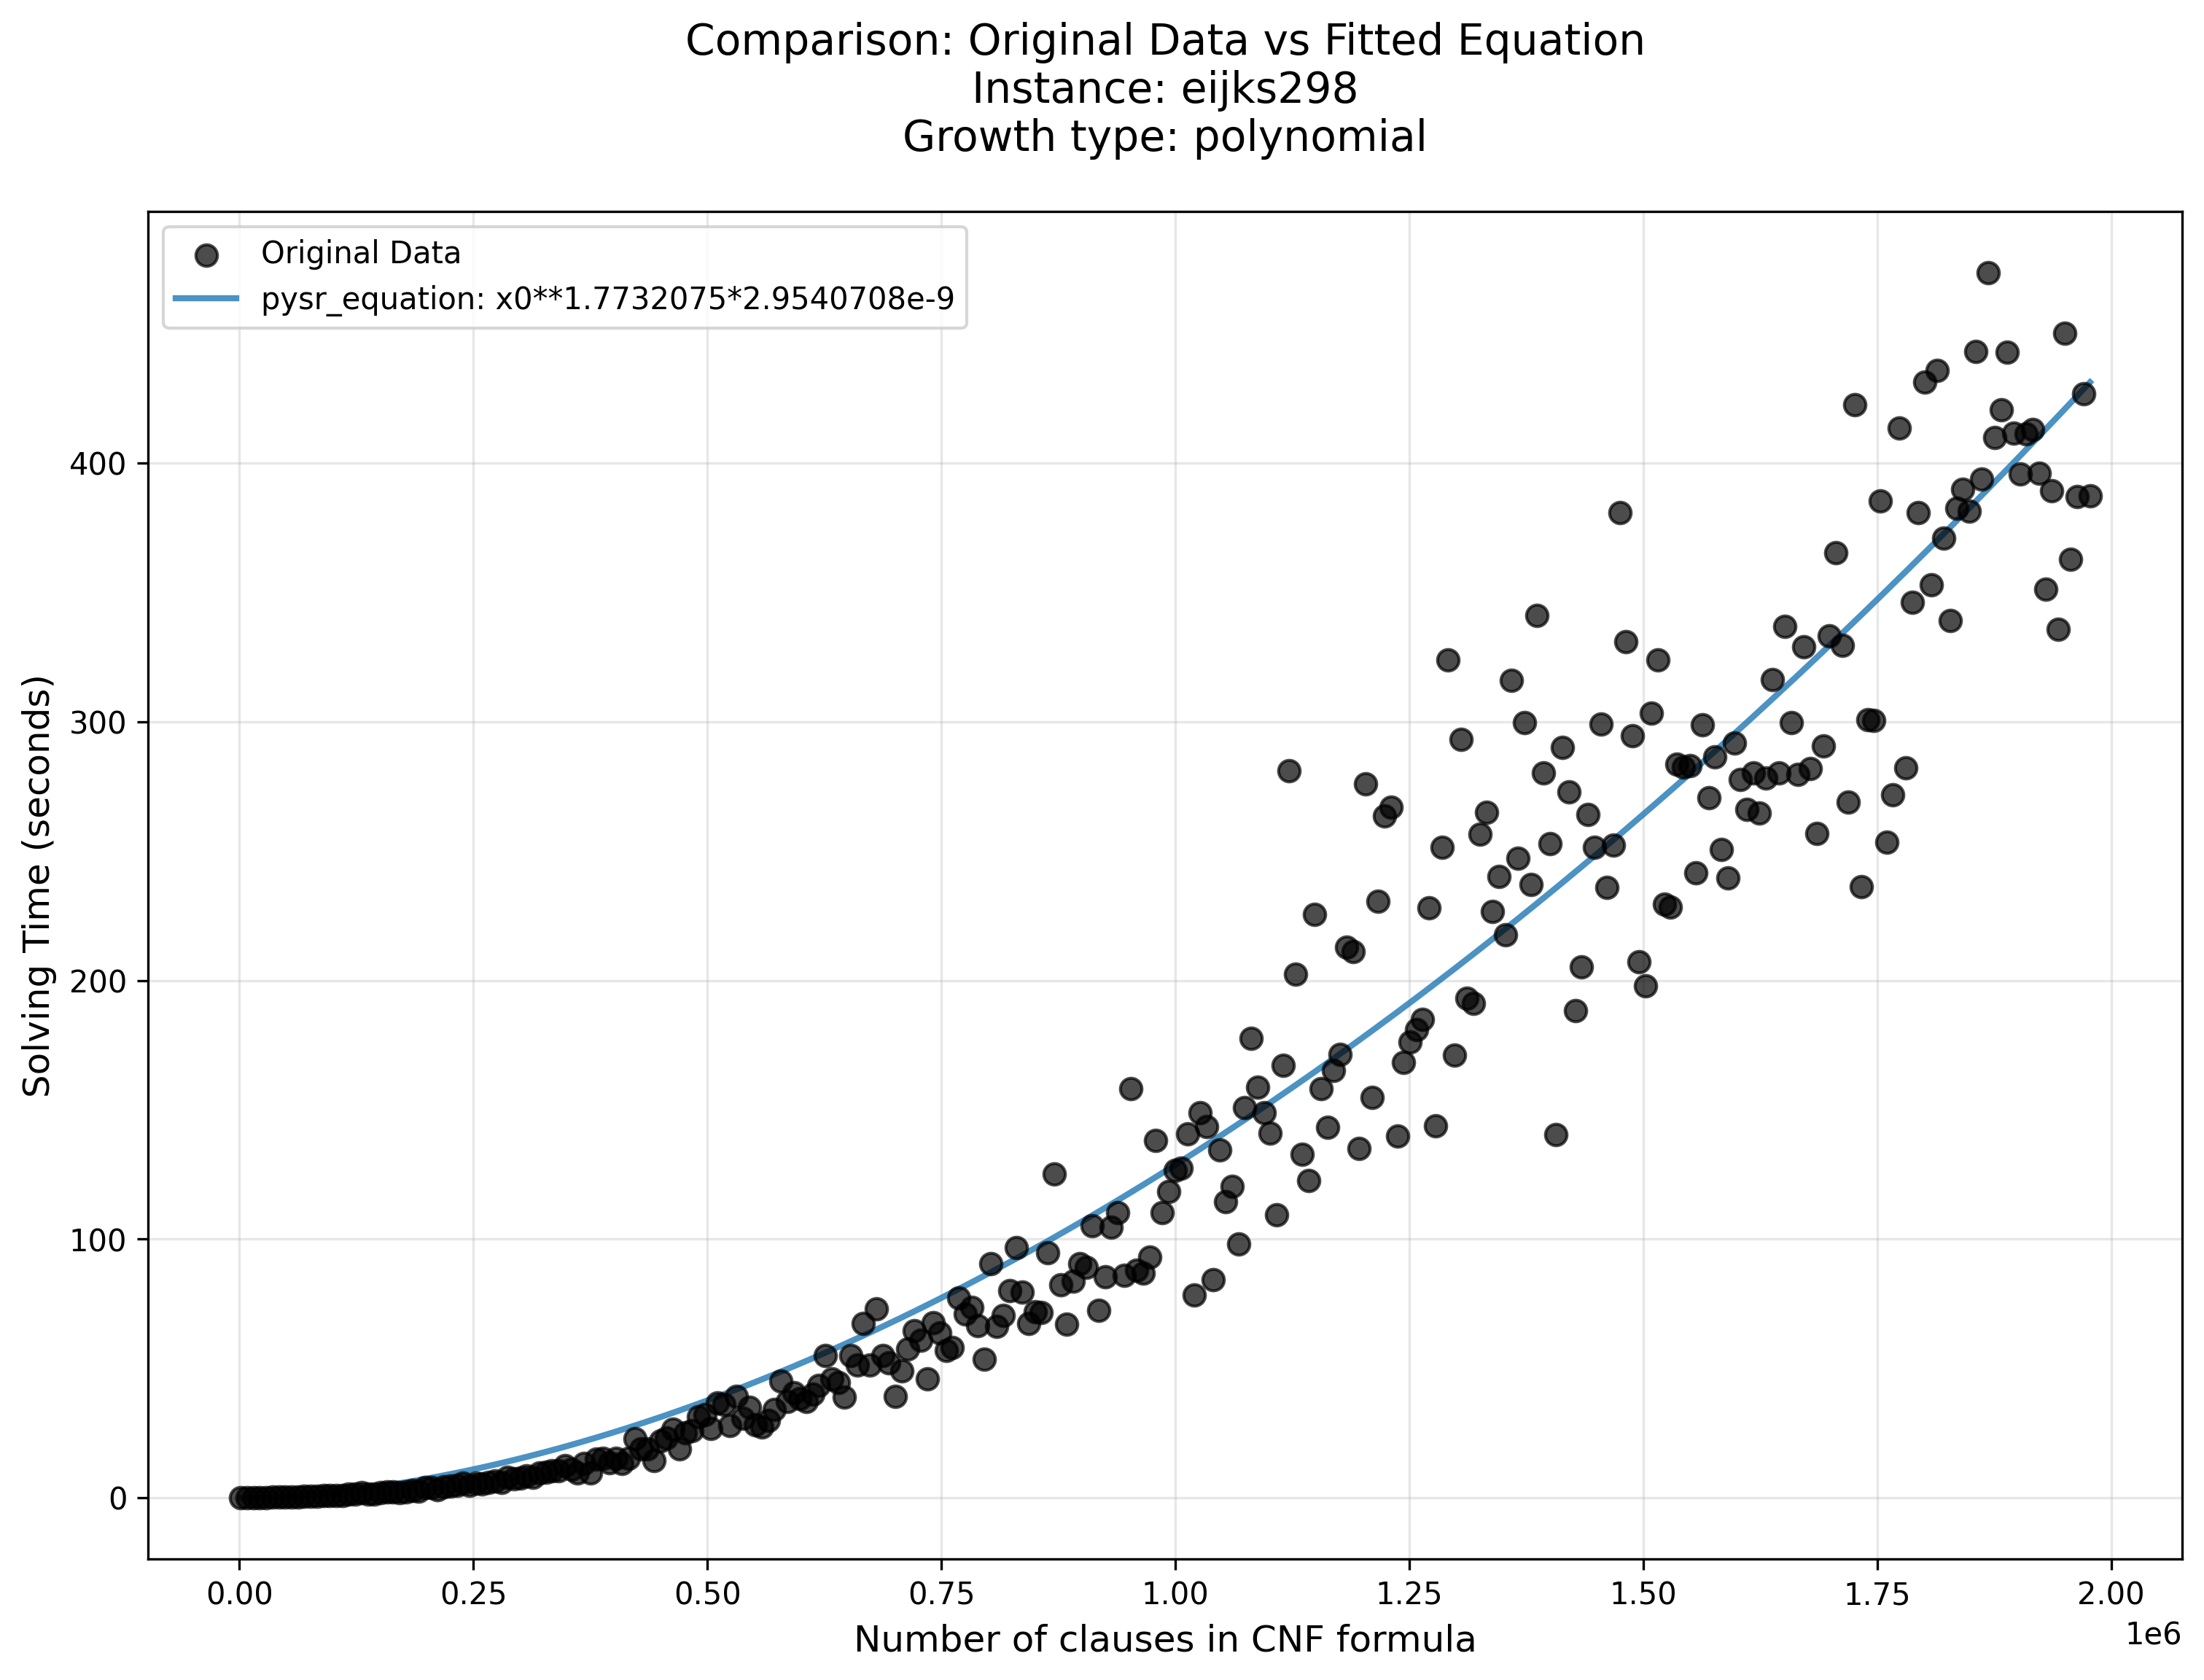 Comparison: Original Data vs Fitted Equation
Instance: eijks298
Growth type: polynomial
Original Data
pysr_equation: x0**1.7732075*2.9540708e-9
Solving Time (seconds)
400
300
200
100
0
0.00 0.25 0.50 0.75 1.00 1.25 1.50 1.75 2.00
1e6
Number of clauses in CNF formula